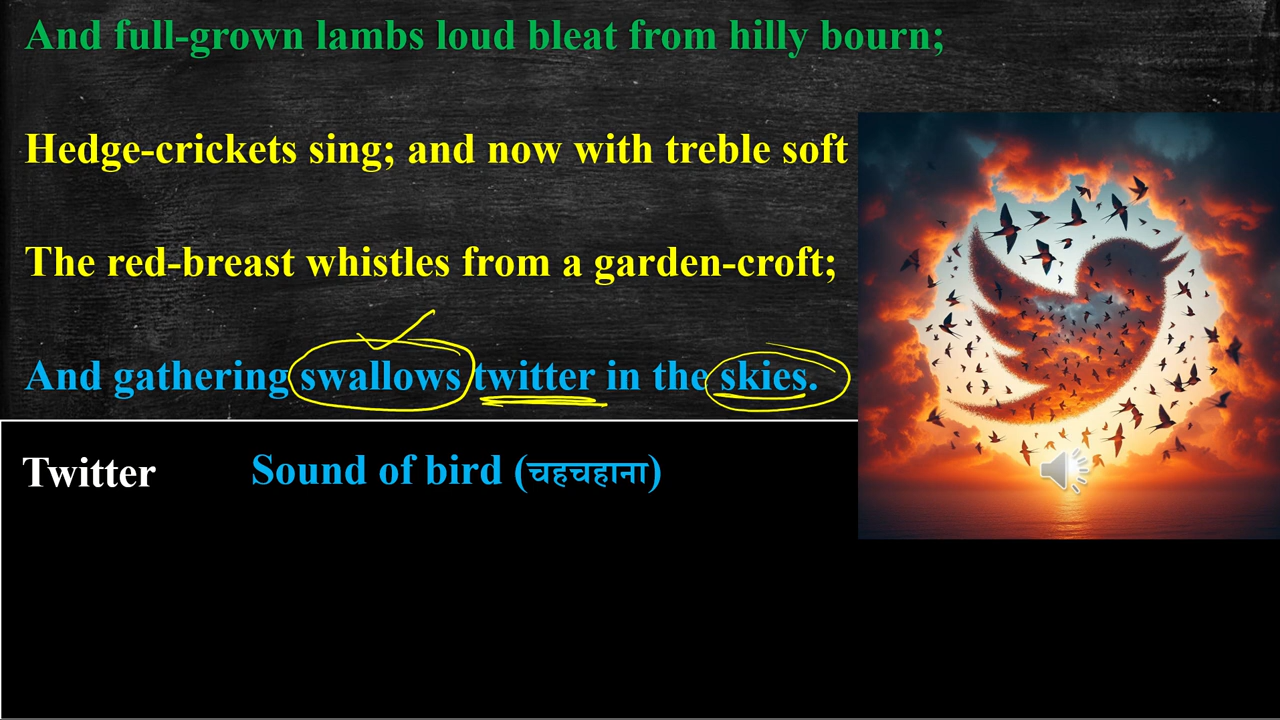 And full-grown lambs loud bleat from hilly bourn;
Hedge-crickets sing; and now with treble soft
The red-breast whistles from a garden-croft;
And gathering swallows twitter in the skies.
Twitter Sound of bird (चहचहाना)